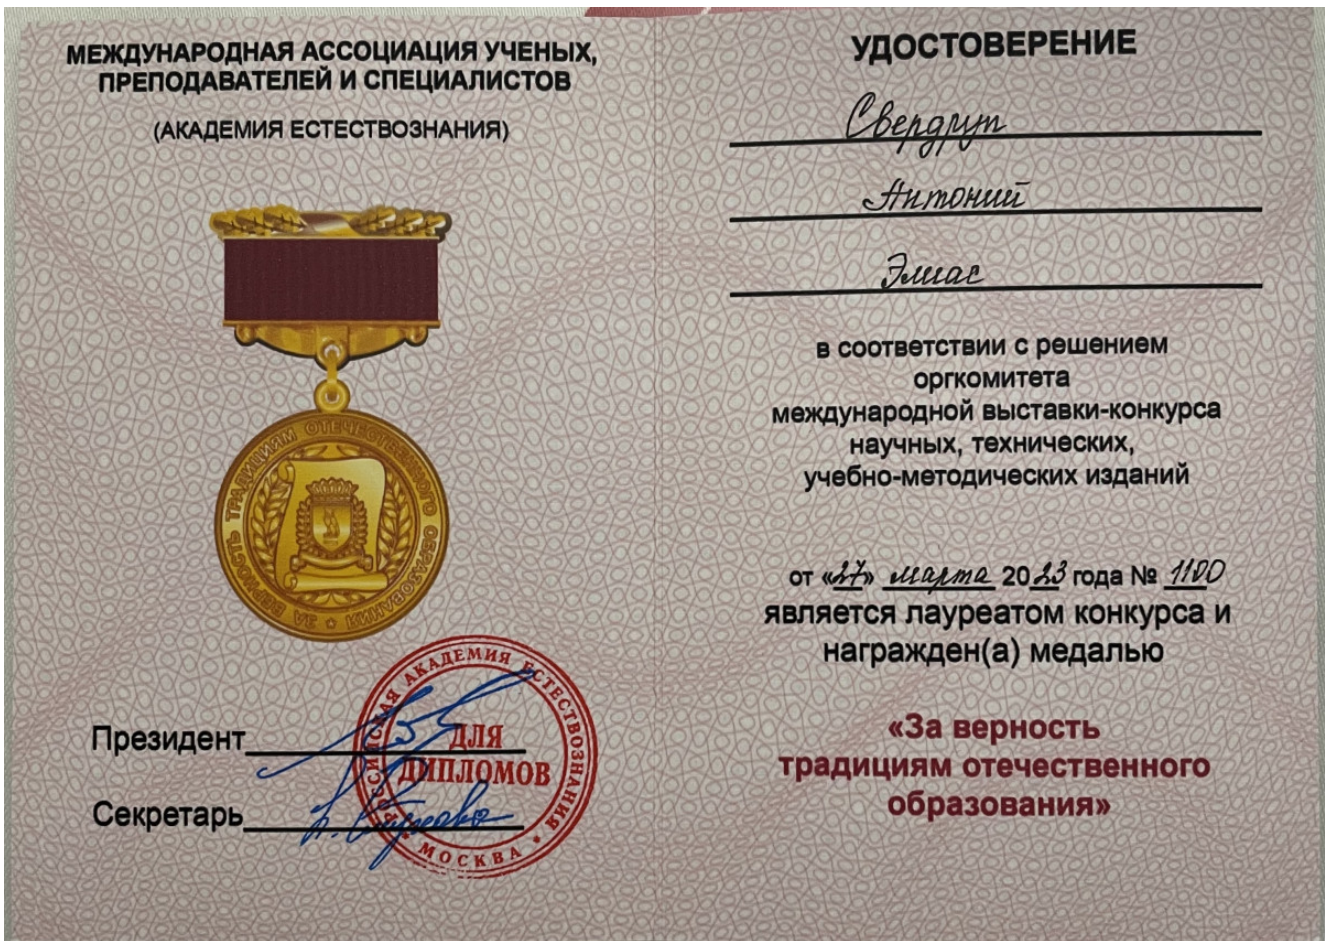 МЕЖДУНАРОДНАЯ АССОЦИАЦИЯ УЧЕНЫХ,
ПРЕПОДАВАТЕЛЕЙ И СПЕЦИАЛИСТОВ
(АКАДЕМИЯ ЕСТЕСТВОЗНАНИЯ)
ЗА ВЕРНОСТЬ ТРАДИЦИЯМ ОТЕЧЕСТВЕННОГО ОБРАЗОВАНИЯ
Президент
Секретарь
РОССИЙСКАЯ АКАДЕМИЯ ЕСТЕСТВОЗНАНИЯ
ДЛЯ
ДИПЛОМОВ
* МОСКВА *
УДОСТОВЕРЕНИЕ
Свердруп
Антоний
Элиас
в соответствии с решением
оргкомитета
международной выставки-конкурса
научных, технических,
учебно-методических изданий
от «27» марта 2023 года № 1180
является лауреатом конкурса и
награжден(а) медалью
«За верность
традициям отечественного
образования»